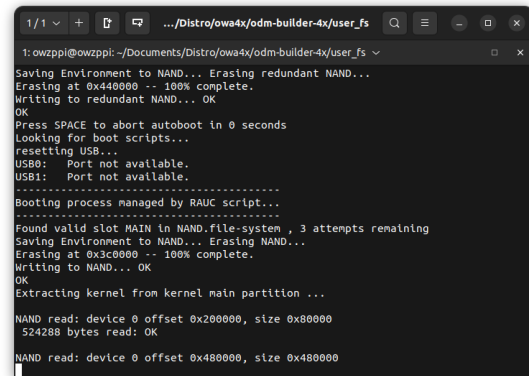 1 / 1
.../Distro/owa4x/odm-builder-4x/user_fs
1: owzppi@owzppi: ~/Documents/Distro/owa4x/odm-builder-4x/user_fs
Saving Environment to NAND... Erasing redundant NAND...
Erasing at 0x440000 -- 100% complete.
Writing to redundant NAND... OK
OK
Press SPACE to abort autoboot in 0 seconds
Looking for boot scripts...
resetting USB...
USB0:   Port not available.
USB1:   Port not available.
-----------------------------------------
Booting process managed by RAUC script...
-----------------------------------------
Found valid slot MAIN in NAND.file-system , 3 attempts remaining
Saving Environment to NAND... Erasing NAND...
Erasing at 0x3c0000 -- 100% complete.
Writing to NAND... OK
OK
Extracting kernel from kernel main partition ...
NAND read: device 0 offset 0x200000, size 0x80000
 524288 bytes read: OK
NAND read: device 0 offset 0x480000, size 0x480000